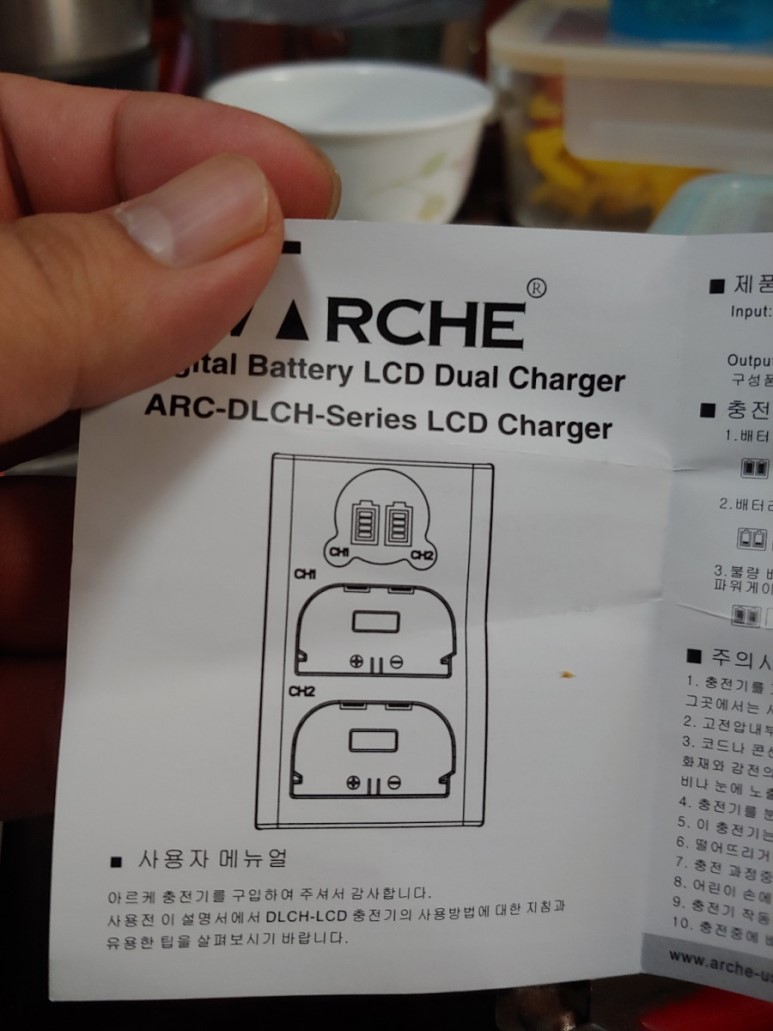 ARCHE®
Digital Battery LCD Dual Charger
ARC-DLCH-Series LCD Charger
CH1 CH2
CH1
CH2
■ 사용자 메뉴얼
아르케 충전기를 구입하여 주셔서 감사합니다.
사용전 이 설명서에서 DLCH-LCD 충전기의 사용방법에 대한 지침과
유용한 팁을 살펴보시기 바랍니다.
■ 제품
Input:
Outpu
구성품
■ 충전
1.배터
2.배터리
3.불량
파워게이
■ 주의사
1. 충전기를
그곳에서는
2. 고전압내부
3. 코드나 콘센
화재와 감전의
비나 눈에 노출
4. 충전기를 분
5. 이 충전기는
6. 떨어뜨리거
7. 충전 과정중
8. 어린이 손에
9. 충전기 작동
10. 충전중에
www.arche-u